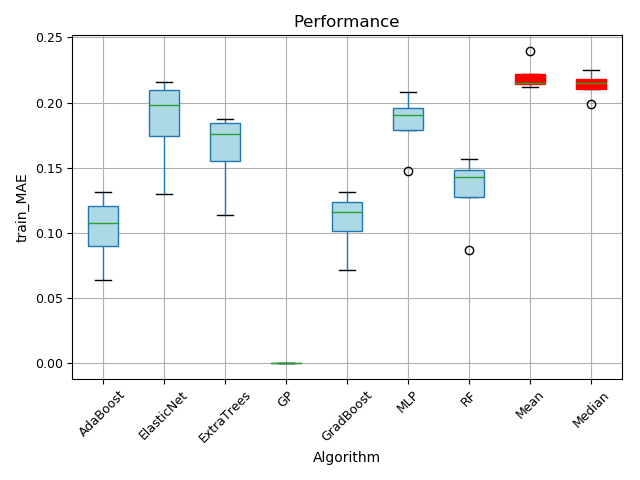 Performance
train_MAE
0.25
0.20
0.15
0.10
0.05
0.00
AdaBoost
ElasticNet
ExtraTrees
GP
GradBoost
MLP
RF
Mean
Median
Algorithm